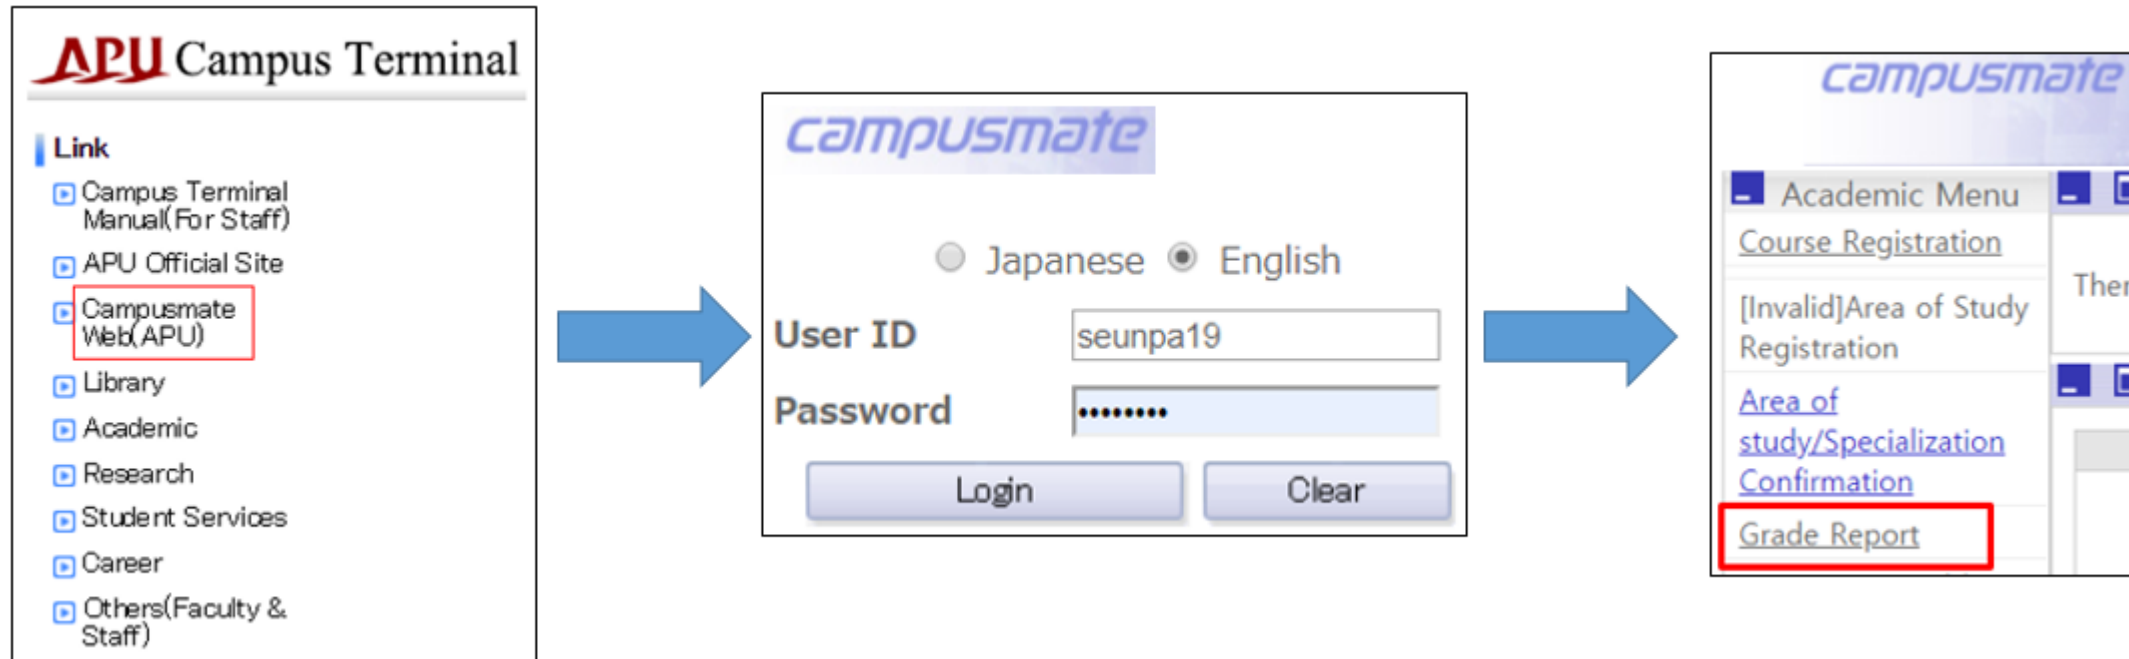 APU Campus Terminal
Link
Campus Terminal
Manual(For Staff)
APU Official Site
Campusmate
Web(APU)
Library
Academic
Research
Student Services
Career
Others(Faculty &
Staff)
campusmate
Japanese English
User ID seunpa19
Password ••••••••
Login Clear
campusmate
Academic Menu
Course Registration
[Invalid]Area of Study
Registration
Area of
study/Specialization
Confirmation
Grade Report